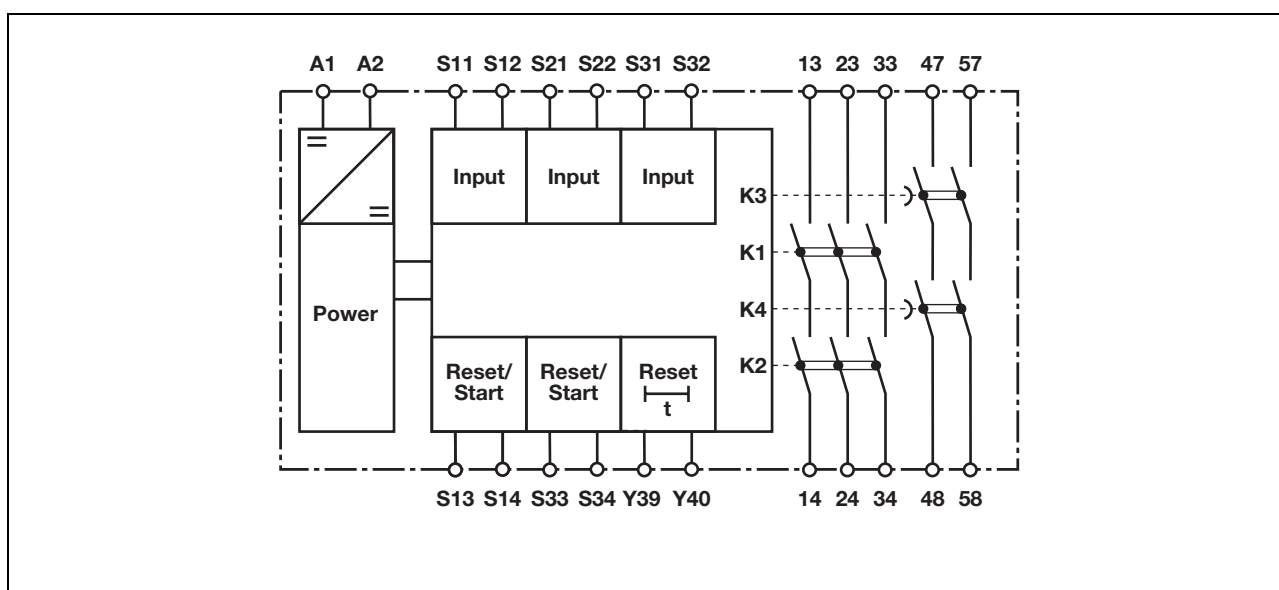 A1 A2 S11 S12 S21 S22 S31 S32 13 23 33 47 57
Input Input Input
K3
K1
K4
Power
K2
Reset/ Reset/ Reset
Start Start t
S13 S14 S33 S34 Y39 Y40 14 24 34 48 58